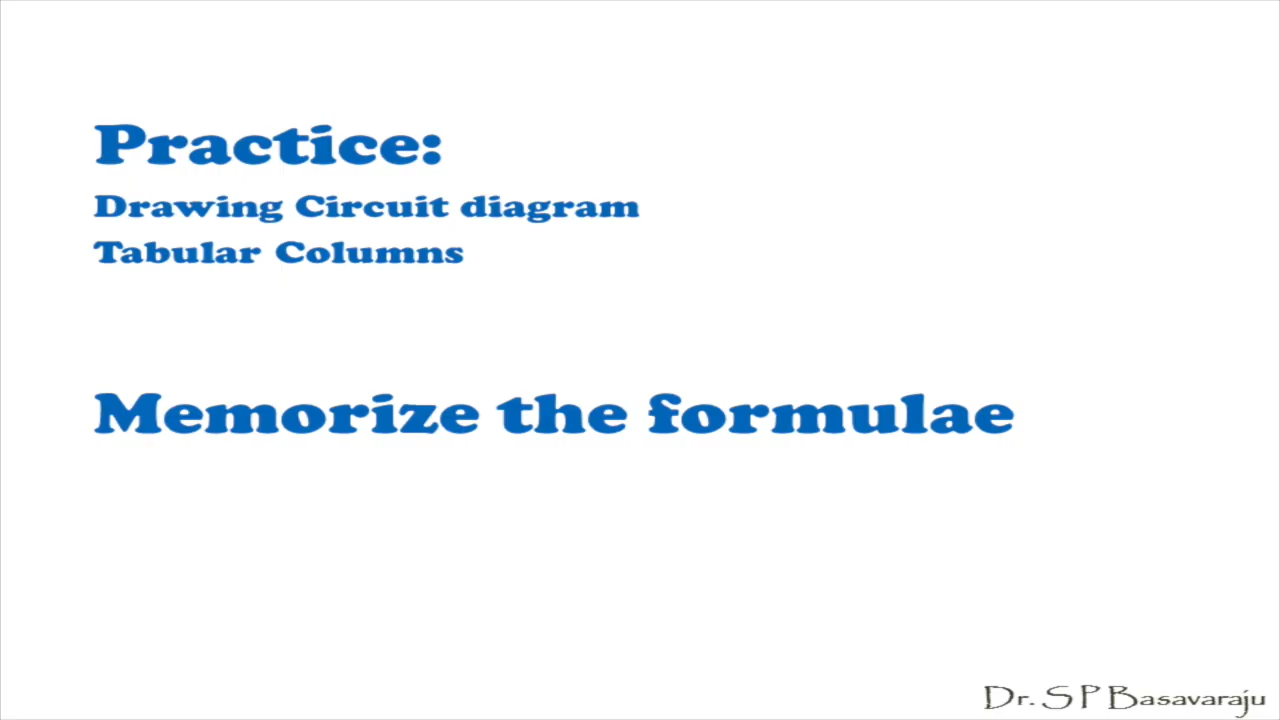 Practice:
Drawing Circuit diagram
Tabular Columns
Memorize the formulae
Dr. S P Basavaraju